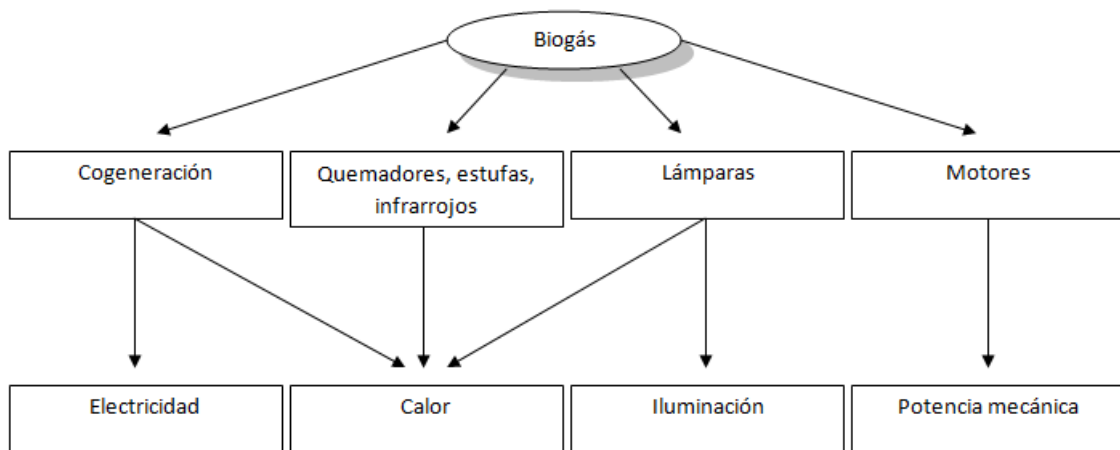 Biogás
Cogeneración
Quemadores, estufas,
infrarrojos
Lámparas
Motores
Electricidad
Calor
Iluminación
Potencia mecánica